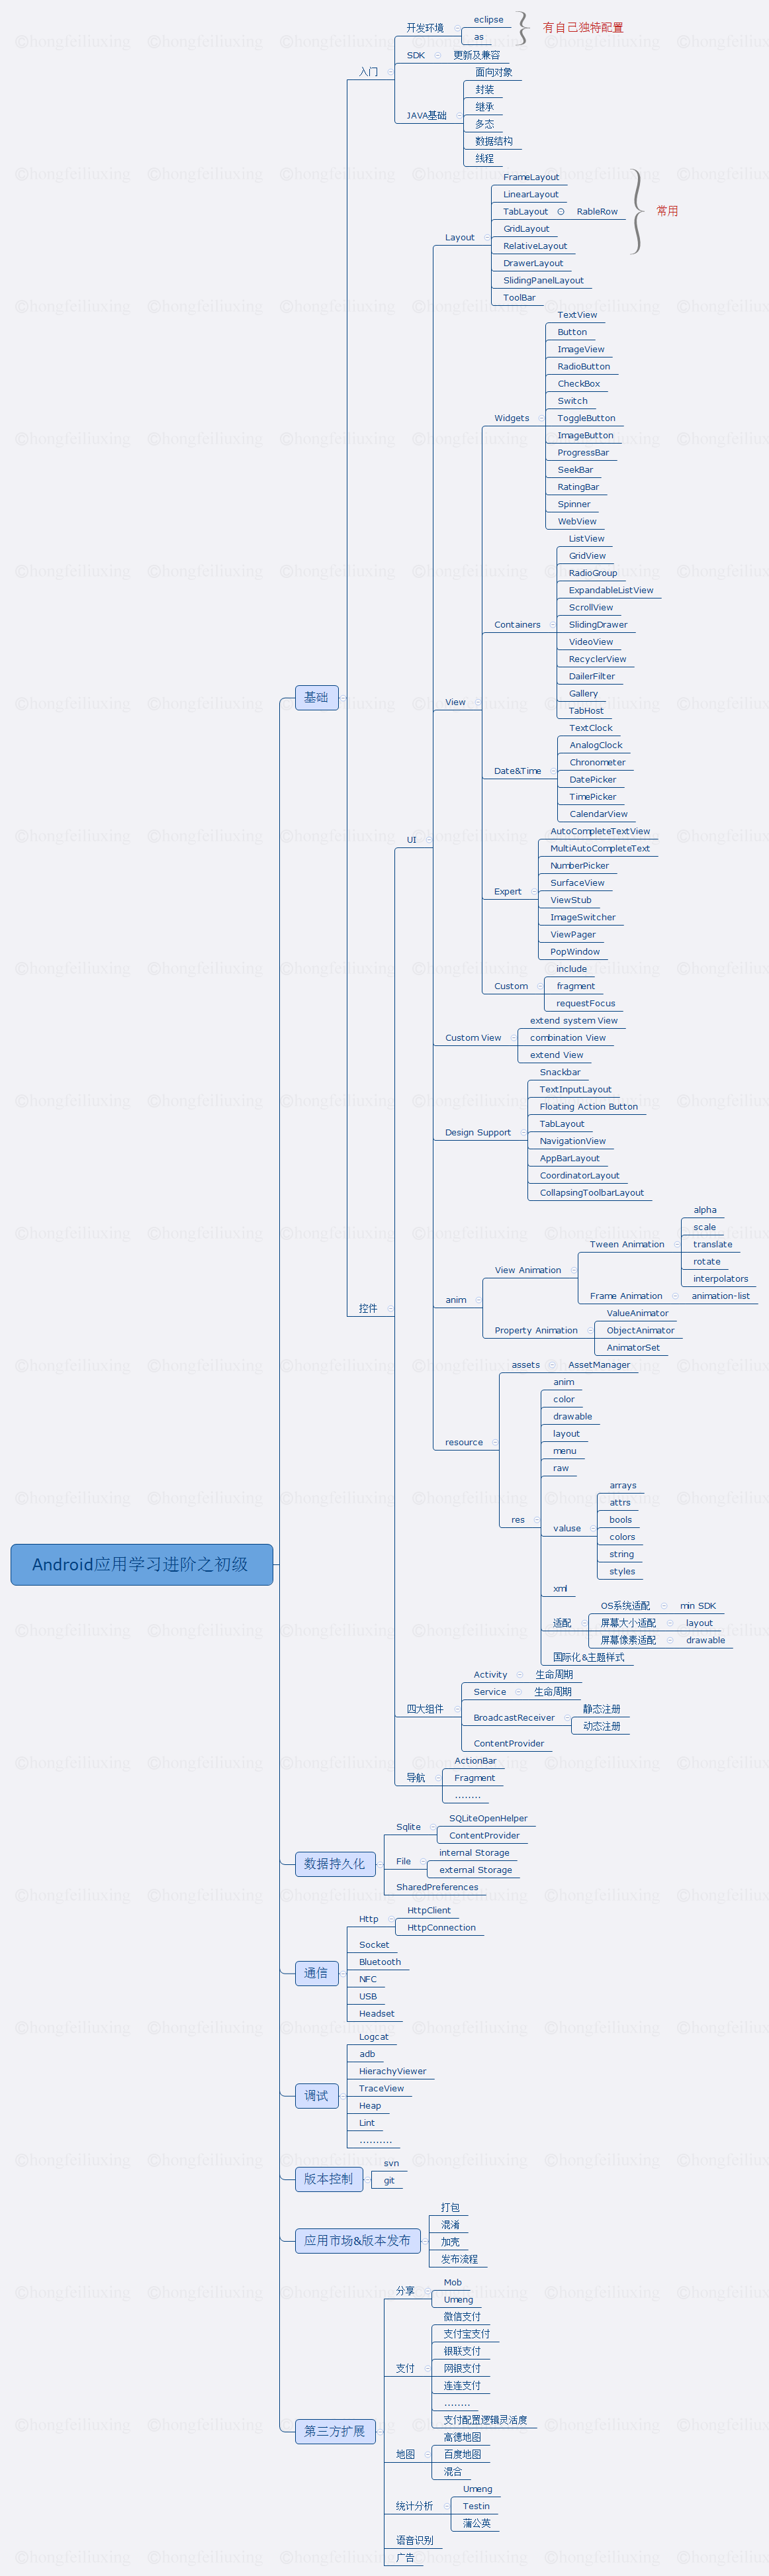 Android应用学习进阶之初级
基础
入门
开发环境
eclipse
as
有自己独特配置
SDK
更新及兼容
JAVA基础
面向对象
封装
继承
多态
数据结构
线程
控件
UI
Layout
FrameLayout
LinearLayout
TabLayout
RableRow
GridLayout
RelativeLayout
常用
DrawerLayout
SlidingPanelLayout
ToolBar
View
Widgets
TextView
Button
ImageView
RadioButton
CheckBox
Switch
ToggleButton
ImageButton
ProgressBar
SeekBar
RatingBar
Spinner
WebView
Containers
ListView
GridView
RadioGroup
ExpandableListView
ScrollView
SlidingDrawer
VideoView
RecyclerView
DailerFilter
Gallery
TabHost
Date&Time
TextClock
AnalogClock
Chronometer
DatePicker
TimePicker
CalendarView
Expert
AutoCompleteTextView
MultiAutoCompleteText
NumberPicker
SurfaceView
ViewStub
ImageSwitcher
ViewPager
PopWindow
Custom
include
fragment
requestFocus
Custom View
extend system View
combination View
extend View
Design Support
Snackbar
TextInputLayout
Floating Action Button
TabLayout
NavigationView
AppBarLayout
CoordinatorLayout
CollapsingToolbarLayout
anim
View Animation
Tween Animation
alpha
scale
translate
rotate
interpolators
Frame Animation
animation-list
Property Animation
ValueAnimator
ObjectAnimator
AnimatorSet
resource
assets
AssetManager
res
anim
color
drawable
layout
menu
raw
valuse
arrays
attrs
bools
colors
string
styles
xml
适配
OS系统适配
min SDK
屏幕大小适配
layout
屏幕像素适配
drawable
国际化&主题样式
四大组件
Activity
生命周期
Service
生命周期
BroadcastReceiver
静态注册
动态注册
ContentProvider
导航
ActionBar
Fragment
........
数据持久化
Sqlite
SQLiteOpenHelper
ContentProvider
File
internal Storage
external Storage
SharedPreferences
通信
Http
HttpClient
HttpConnection
Socket
Bluetooth
NFC
USB
Headset
调试
Logcat
adb
HierachyViewer
TraceView
Heap
Lint
..........
版本控制
svn
git
应用市场&版本发布
打包
混淆
加壳
发布流程
第三方扩展
分享
Mob
Umeng
支付
微信支付
支付宝支付
银联支付
网银支付
连连支付
........
支付配置逻辑灵活度
地图
高德地图
百度地图
混合
统计分析
Umeng
Testin
蒲公英
语音识别
广告
©hongfeiliuxing